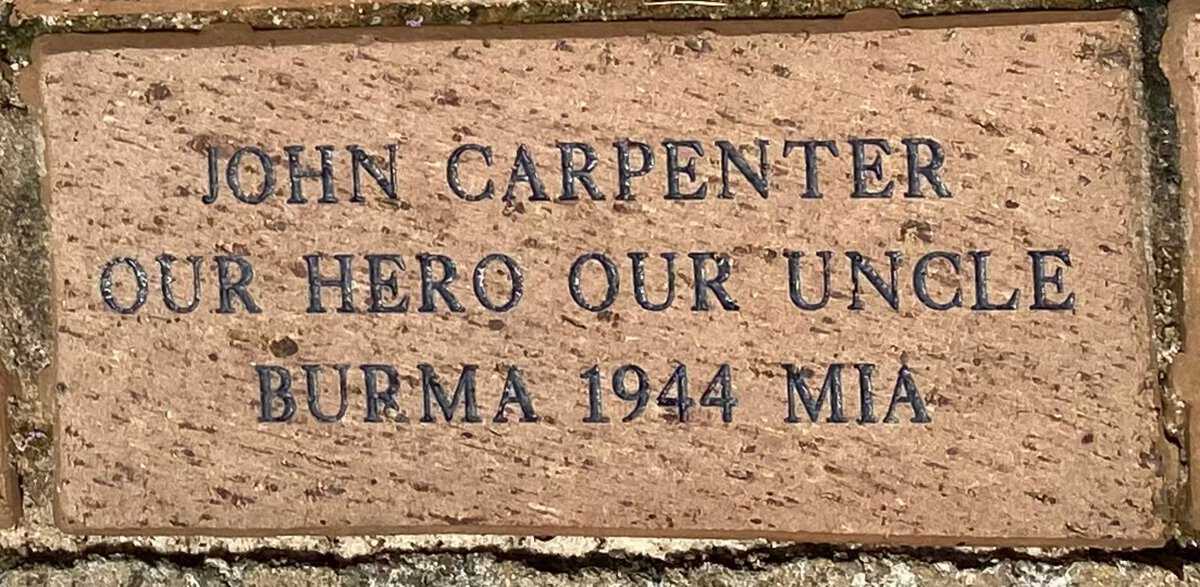 JOHN CARPENTER
OUR HERO OUR UNCLE
BURMA 1944 MIA